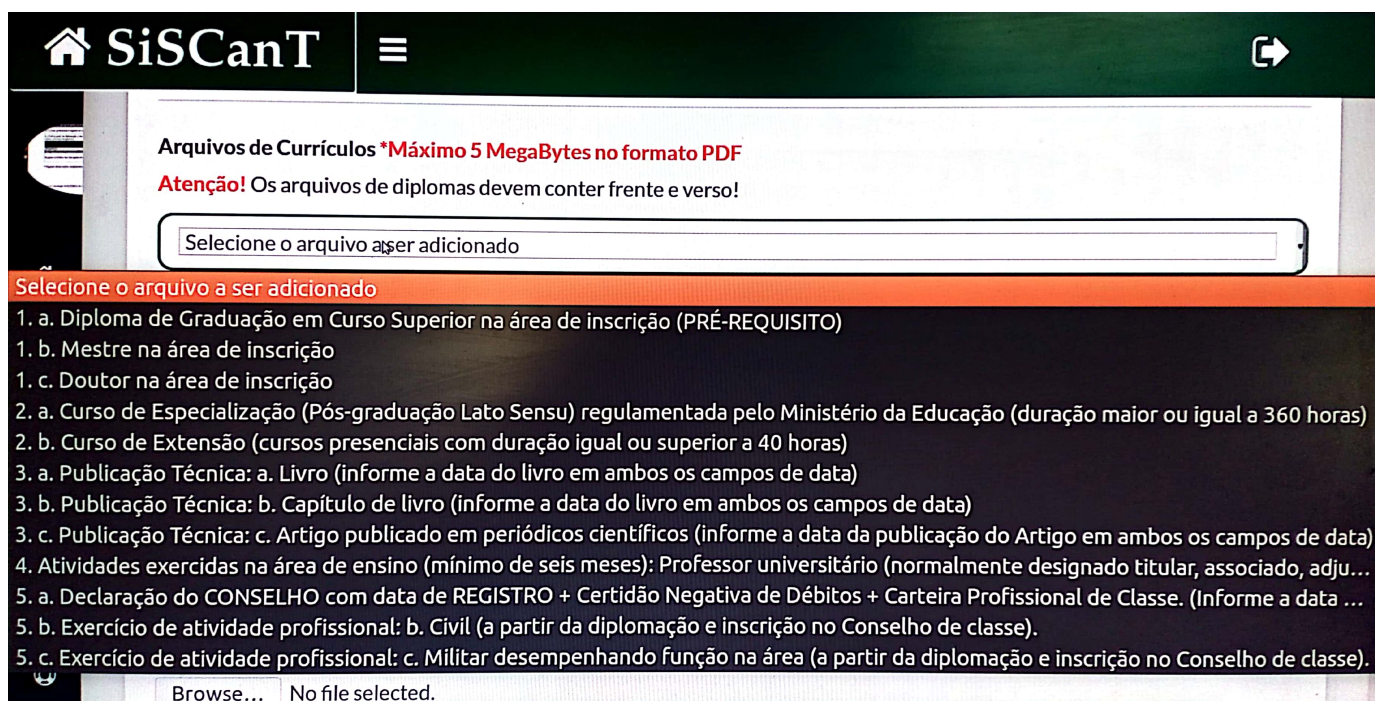 SiSCanT
Arquivos de Currículos *Máximo 5 MegaBytes no formato PDF
Atenção! Os arquivos de diplomas devem conter frente e verso!
Selecione o arquivo a ser adicionado
Selecione o arquivo a ser adicionado
1. a. Diploma de Graduação em Curso Superior na área de inscrição (PRÉ-REQUISITO)
1. b. Mestre na área de inscrição
1. c. Doutor na área de inscrição
2. a. Curso de Especialização (Pós-graduação Lato Sensu) regulamentada pelo Ministério da Educação (duração maior ou igual a 360 horas)
2. b. Curso de Extensão (cursos presenciais com duração igual ou superior a 40 horas)
3. a. Publicação Técnica: a. Livro (informe a data do livro em ambos os campos de data)
3. b. Publicação Técnica: b. Capítulo de livro (informe a data do livro em ambos os campos de data)
3. c. Publicação Técnica: c. Artigo publicado em periódicos científicos (informe a data da publicação do Artigo em ambos os campos de data)
4. Atividades exercidas na área de ensino (mínimo de seis meses): Professor universitário (normalmente designado titular, associado, adju...
5. a. Declaração do CONSELHO com data de REGISTRO + Certidão Negativa de Débitos + Carteira Profissional de Classe. (Informe a data ...
5. b. Exercício de atividade profissional: b. Civil (a partir da diplomação e inscrição no Conselho de classe).
5. c. Exercício de atividade profissional: c. Militar desempenhando função na área (a partir da diplomação e inscrição no Conselho de classe).
Browse... No file selected.